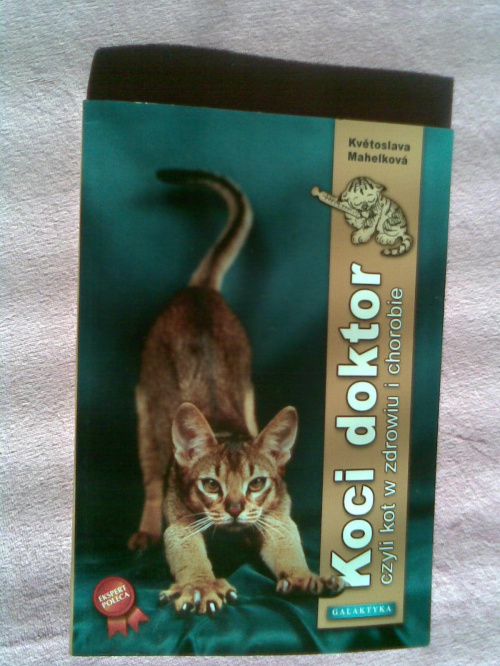 Květoslava
Mahelková
Koci doktor
czyli kot w zdrowiu i chorobie
EKSPERT
POLECA
GALAKTYKA